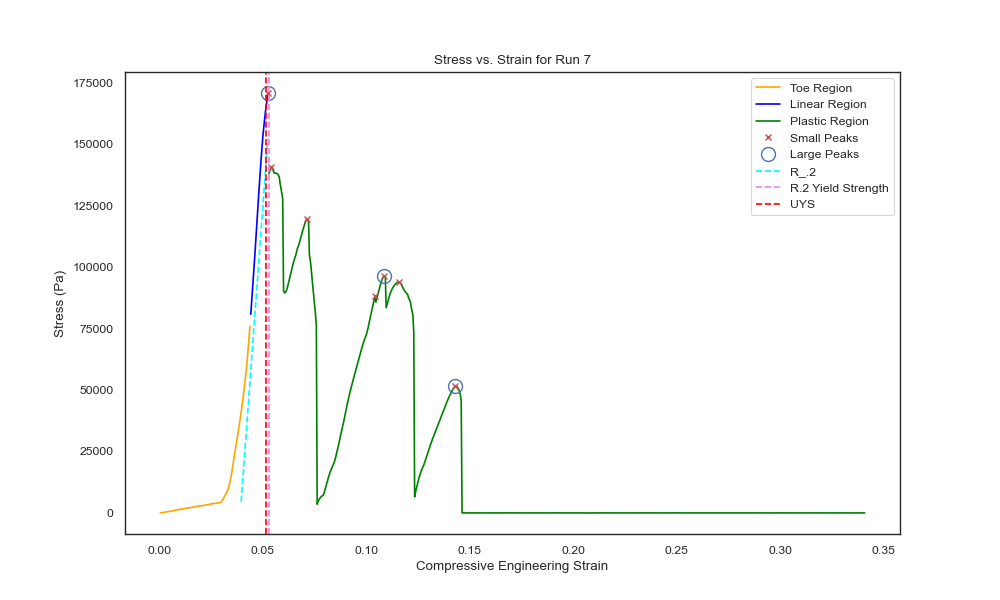 Stress vs. Strain for Run 7
175000
150000
125000
100000
75000
50000
25000
0
Stress (Pa)
0.00 0.05 0.10 0.15 0.20 0.25 0.30 0.35
Compressive Engineering Strain
Toe Region
Linear Region
Plastic Region
Small Peaks
Large Peaks
R_.2
R.2 Yield Strength
UYS